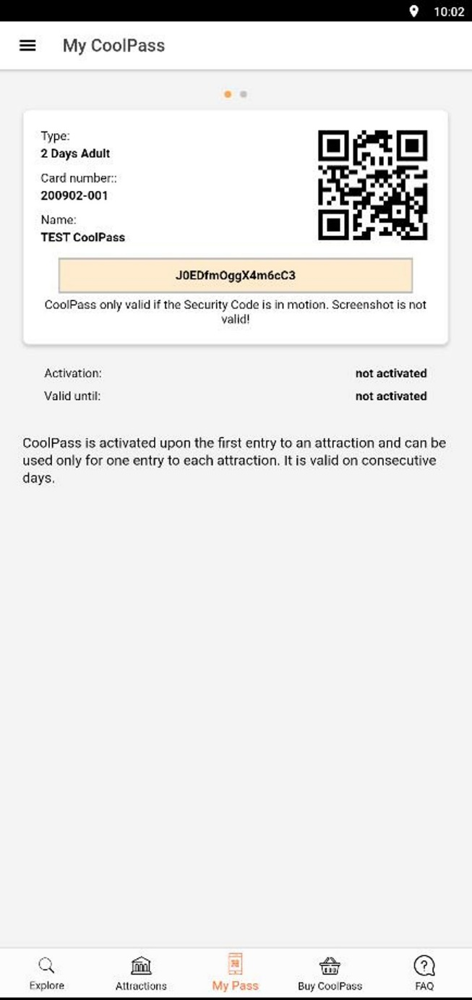 10:02
My CoolPass
Type:
2 Days Adult
Card number::
200902-001
Name:
TEST CoolPass
J0EDfmOggX4m6cC3
CoolPass only valid if the Security Code is in motion. Screenshot is not
valid!
Activation: not activated
Valid until: not activated
CoolPass is activated upon the first entry to an attraction and can be
used only for one entry to each attraction. It is valid on consecutive
days.
Explore Attractions My Pass Buy CoolPass FAQ